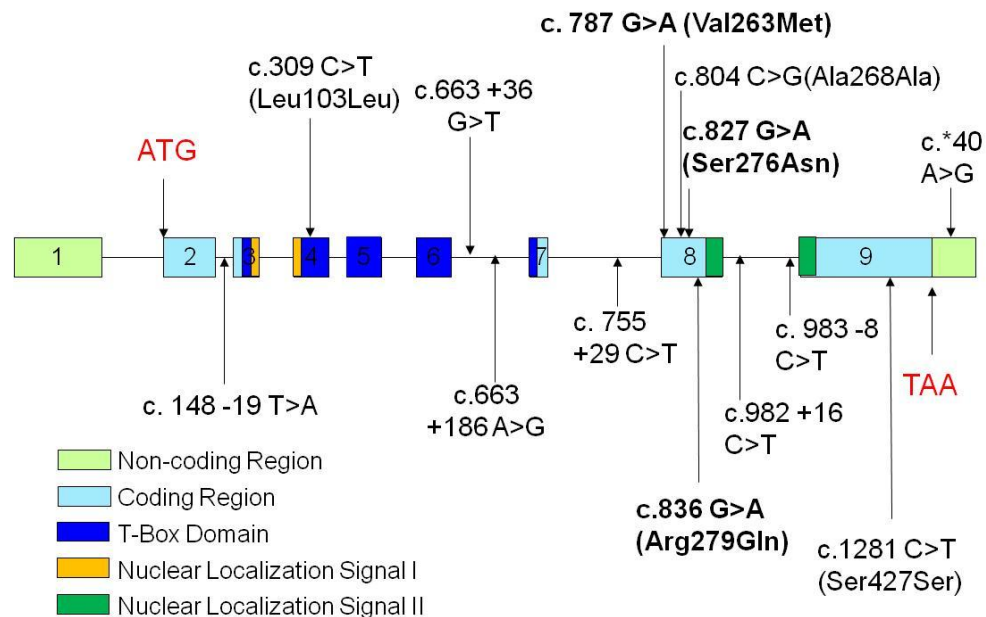 c. 787 G>A (Val263Met)
c.309 C>T
(Leu103Leu)
c.663 +36
G>T
c.804 C>G(Ala268Ala)
c.827 G>A
(Ser276Asn)
c.*40
A>G
ATG
1
2
3
4
5
6
7
8
9
c. 148 -19 T>A
c.663
+186 A>G
c. 755
+29 C>T
c.982 +16
C>T
c. 983 -8
C>T
TAA
c.836 G>A
(Arg279Gln)
c.1281 C>T
(Ser427Ser)
Non-coding Region
Coding Region
T-Box Domain
Nuclear Localization Signal I
Nuclear Localization Signal II